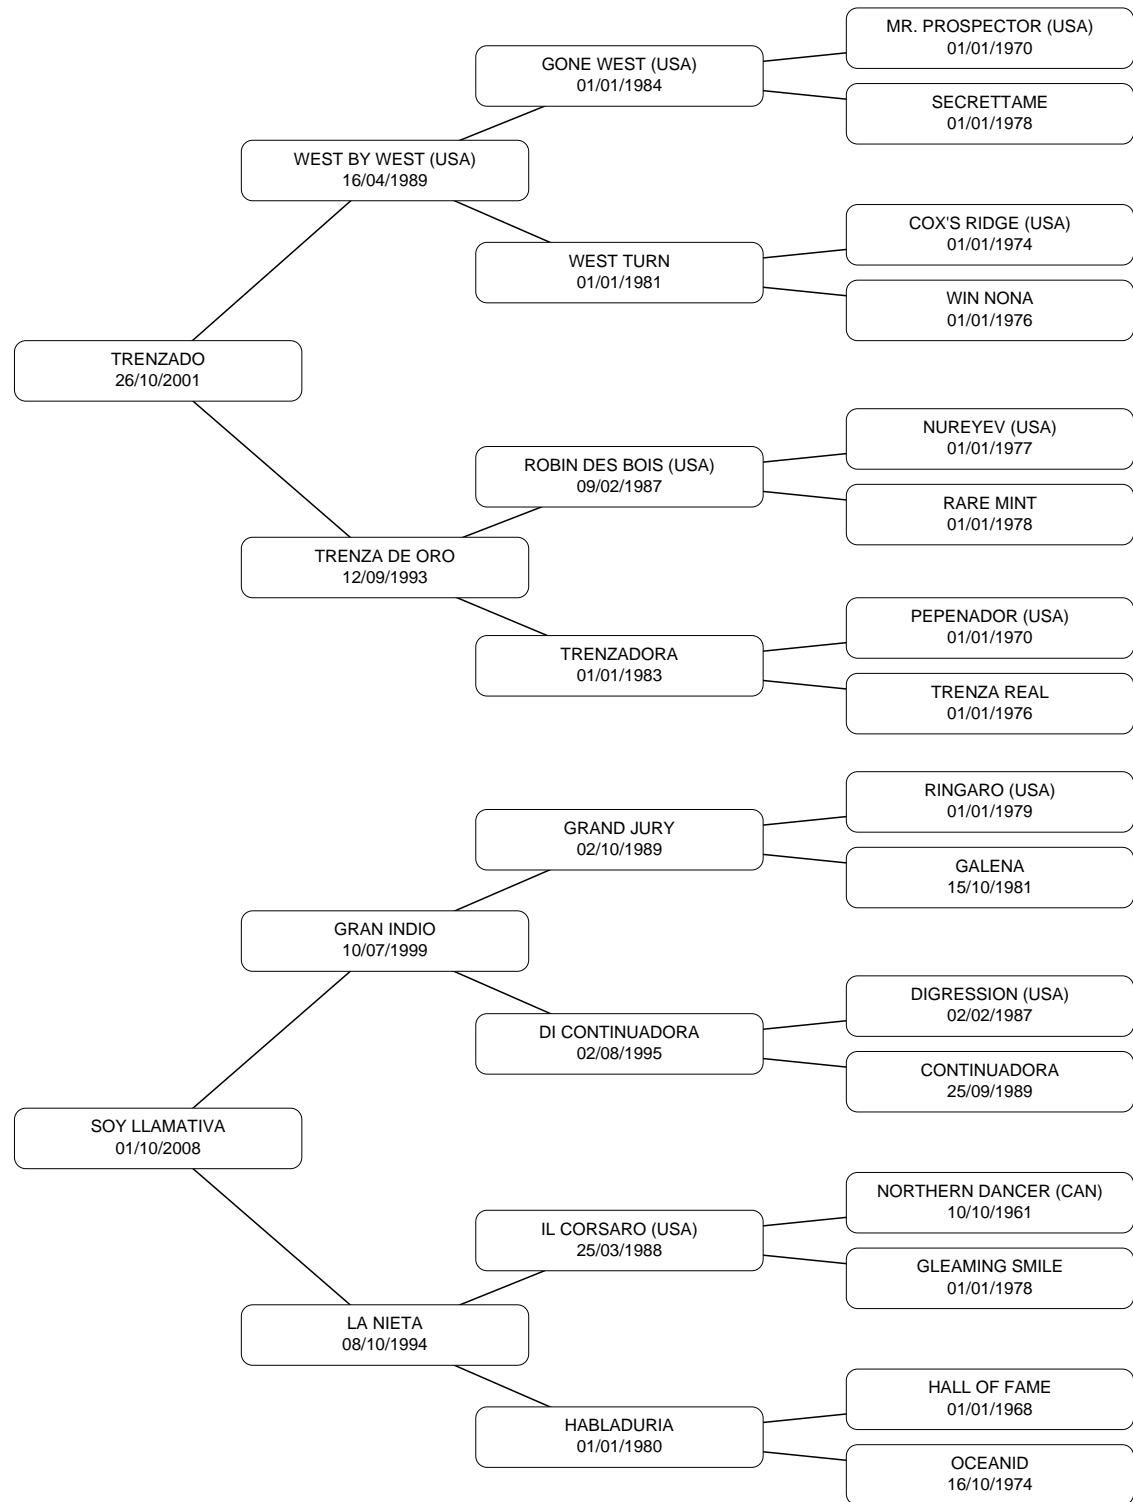 MR. PROSPECTOR (USA)
01/01/1970
GONE WEST (USA)
01/01/1984
SECRETTAME
01/01/1978
WEST BY WEST (USA)
16/04/1989
COX'S RIDGE (USA)
01/01/1974
WEST TURN
01/01/1981
WIN NONA
01/01/1976
TRENZADO
26/10/2001
NUREYEV (USA)
01/01/1977
ROBIN DES BOIS (USA)
09/02/1987
RARE MINT
01/01/1978
TRENZA DE ORO
12/09/1993
PEPENADOR (USA)
01/01/1970
TRENZADORA
01/01/1983
TRENZA REAL
01/01/1976
RINGARO (USA)
01/01/1979
GRAND JURY
02/10/1989
GALENA
15/10/1981
GRAN INDIO
10/07/1999
DIGRESSION (USA)
02/02/1987
DI CONTINUADORA
02/08/1995
CONTINUADORA
25/09/1989
SOY LLAMATIVA
01/10/2008
NORTHERN DANCER (CAN)
10/10/1961
IL CORSARO (USA)
25/03/1988
GLEAMING SMILE
01/01/1978
LA NIETA
08/10/1994
HALL OF FAME
01/01/1968
HABLADURIA
01/01/1980
OCEANID
16/10/1974